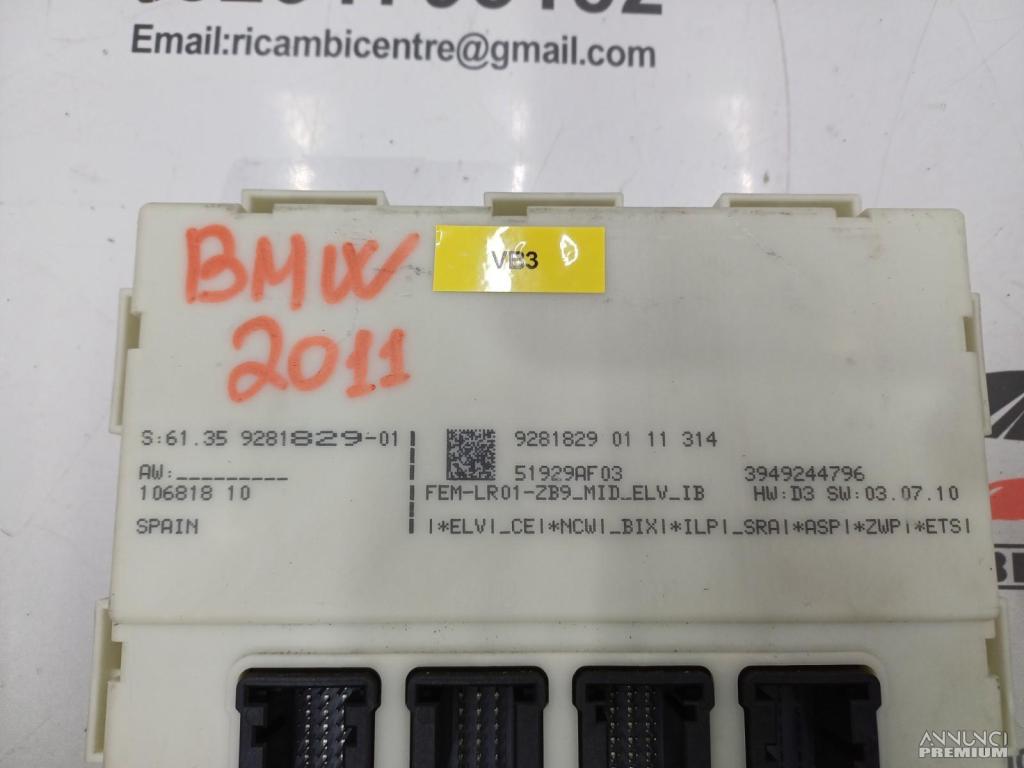 Email:ricambicentre@gmail.com
BMW
2011
VB3
S:61.35 9281829-01
AW:_________
106818 10
SPAIN
9281829 01 11 314
51929AF03 3949244796
FEM-LR01-ZB9_MID_ELV_IB HW:D3 SW:03.07.10
|*ELV|_CE|*NCW|_BIX|*ILP|_SRA|*ASP|*ZWP|*ETS|
ANNUNCI
PREMIUM